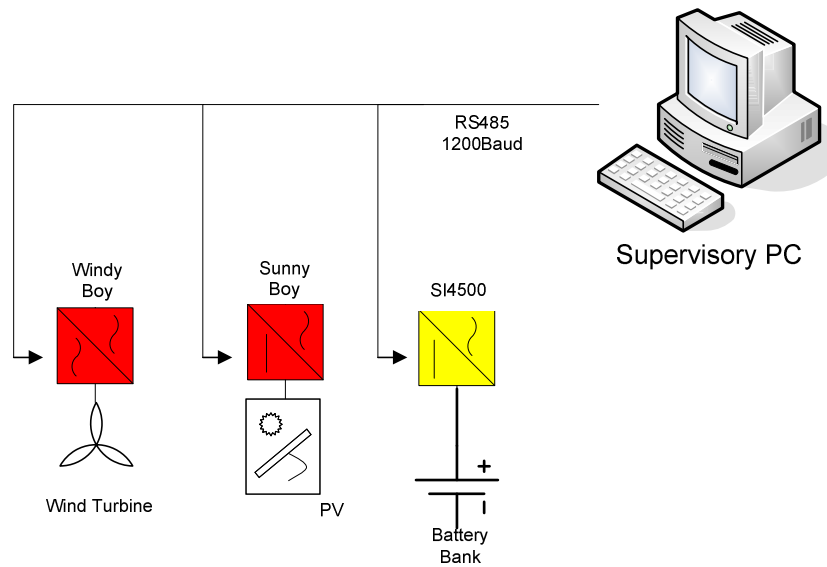 RS485
1200Baud
Supervisory PC
Windy
Boy
Sunny
Boy
SI4500
Wind Turbine
PV
Battery
Bank